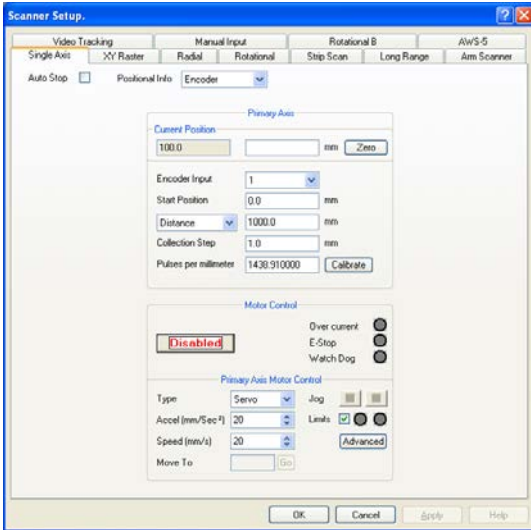 Scanner Setup.
Video Tracking Manual Input Rotational B AWS-5
Single Axis XY Raster Radial Rotational Strip Scan Long Range Arm Scanner
Auto Stop Positional Info Encoder
Primary Axis
Current Position
100.0 mm Zero
Encoder Input 1
Start Position 0.0 mm
Distance 1000.0 mm
Collection Step 1.0 mm
Pulses per millimeter 1438.910000 Calibrate
Motor Control
Over current
Disabled E-Stop
Watch Dog
Primary Axis Motor Control
Type Servo Jog
Accel (mm/Sec²) 20 Limits
Speed (mm/s) 20 Advanced
Move To Go
OK Cancel Apply Help